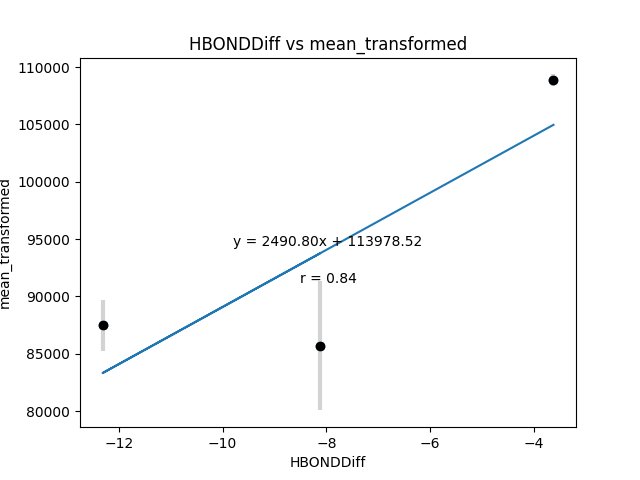 HBONDDiff vs mean_transformed
110000
105000
100000
95000
90000
85000
80000
mean_transformed
y = 2490.80x + 113978.52
r = 0.84
−12
−10
−8
−6
−4
HBONDDiff